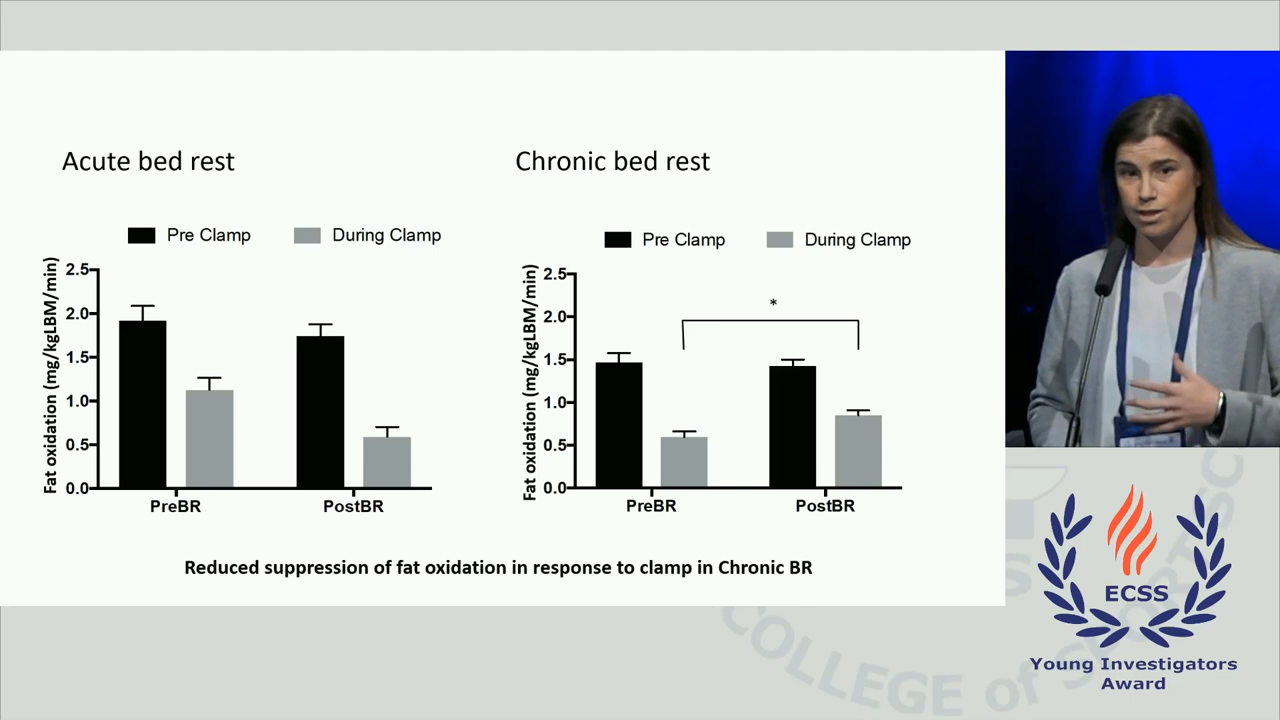 Acute bed rest
Pre Clamp
During Clamp
Fat oxidation (mg/kgLBM/min)
2.5
2.0
1.5
1.0
0.5
0.0
PreBR
PostBR
Chronic bed rest
Pre Clamp
During Clamp
Fat oxidation (mg/kgLBM/min)
2.5
2.0
1.5
1.0
0.5
0.0
*
PreBR
PostBR
Reduced suppression of fat oxidation in response to clamp in Chronic BR
ECSS
Young Investigators
Award
COLLEGE of